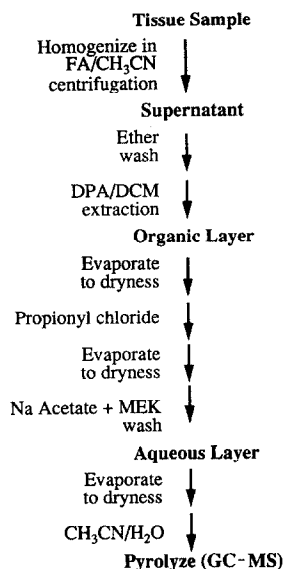 Tissue Sample
Homogenize in
FA/CH₃CN
centrifugation
Supernatant
Ether
wash
DPA/DCM
extraction
Organic Layer
Evaporate
to dryness
Propionyl chloride
Evaporate
to dryness
Na Acetate + MEK
wash
Aqueous Layer
Evaporate
to dryness
CH₃CN/H₂O
Pyrolyze (GC-MS)